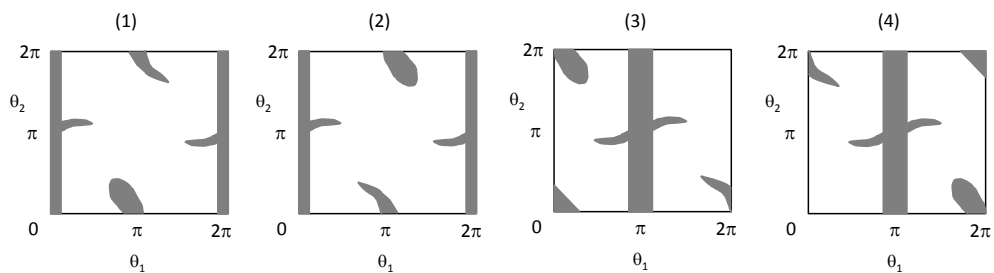 (1) (2) (3) (4)
2π 2π 2π 2π
θ2 θ2 θ2 θ2
π π π π
0 π 2π 0 π 2π 0 π 2π 0 π 2π
θ1 θ1 θ1 θ1